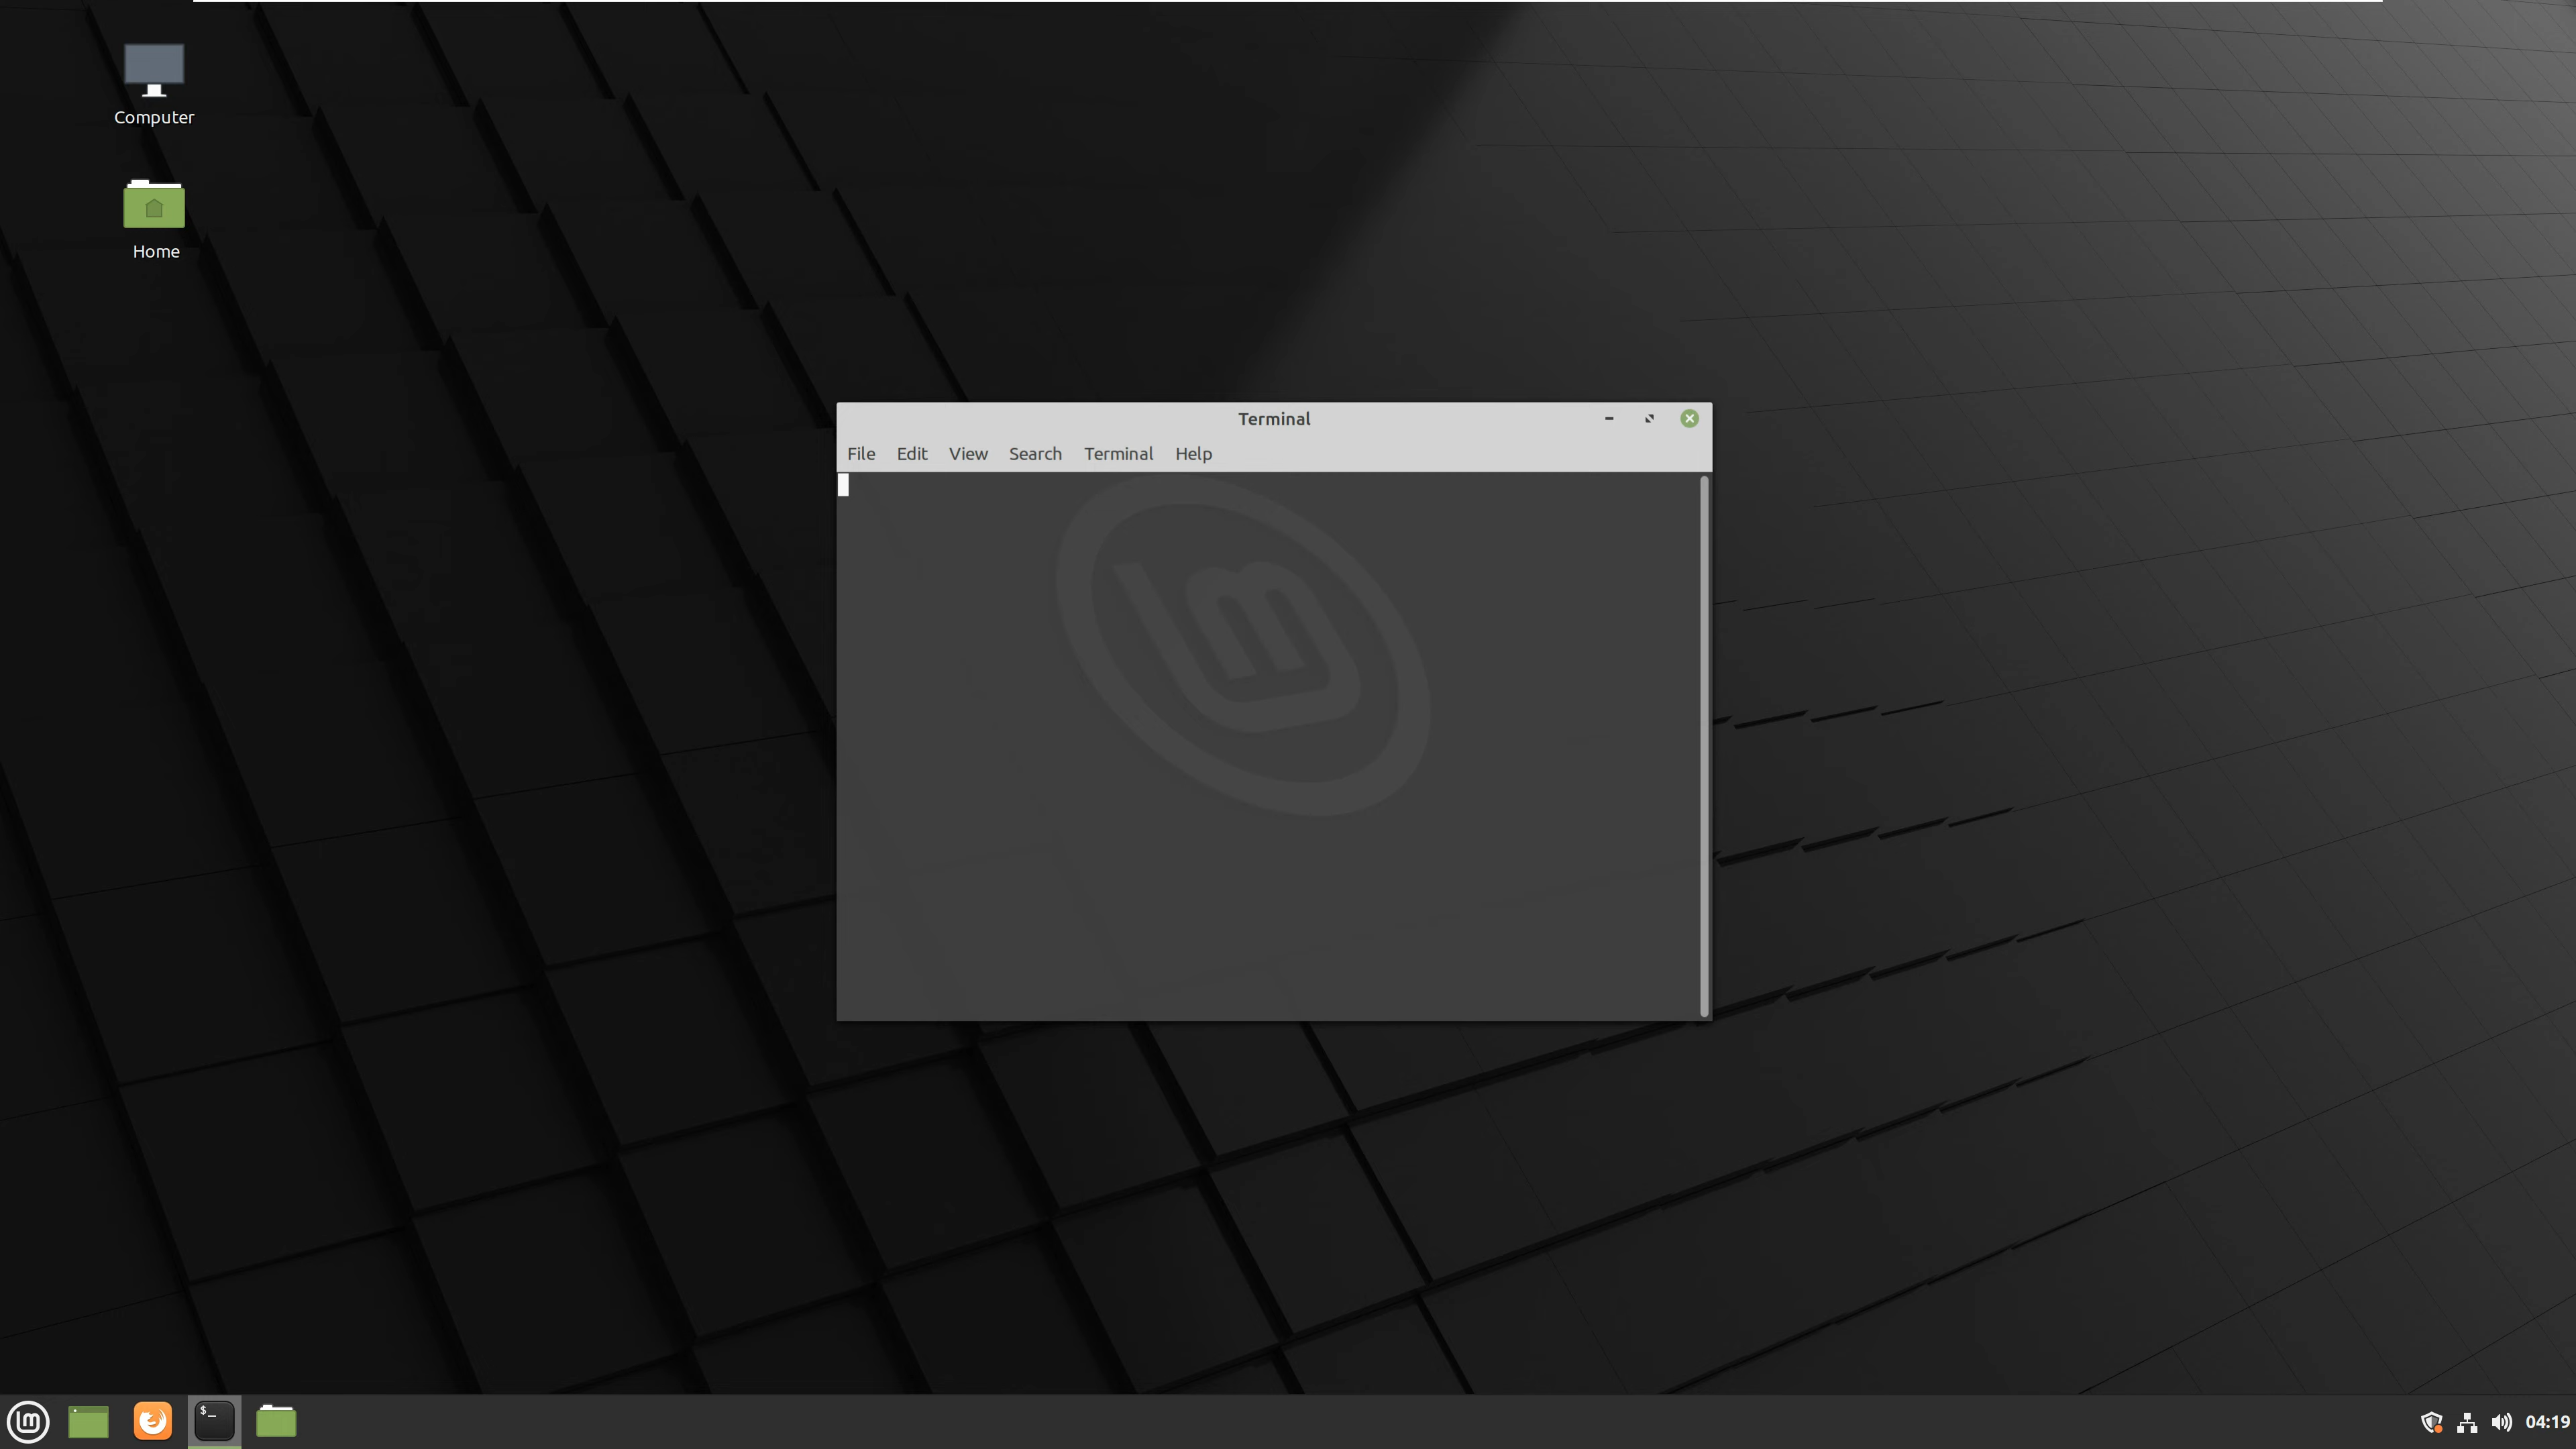 Computer
Home
Terminal
File Edit View Search Terminal Help
$_
04:19